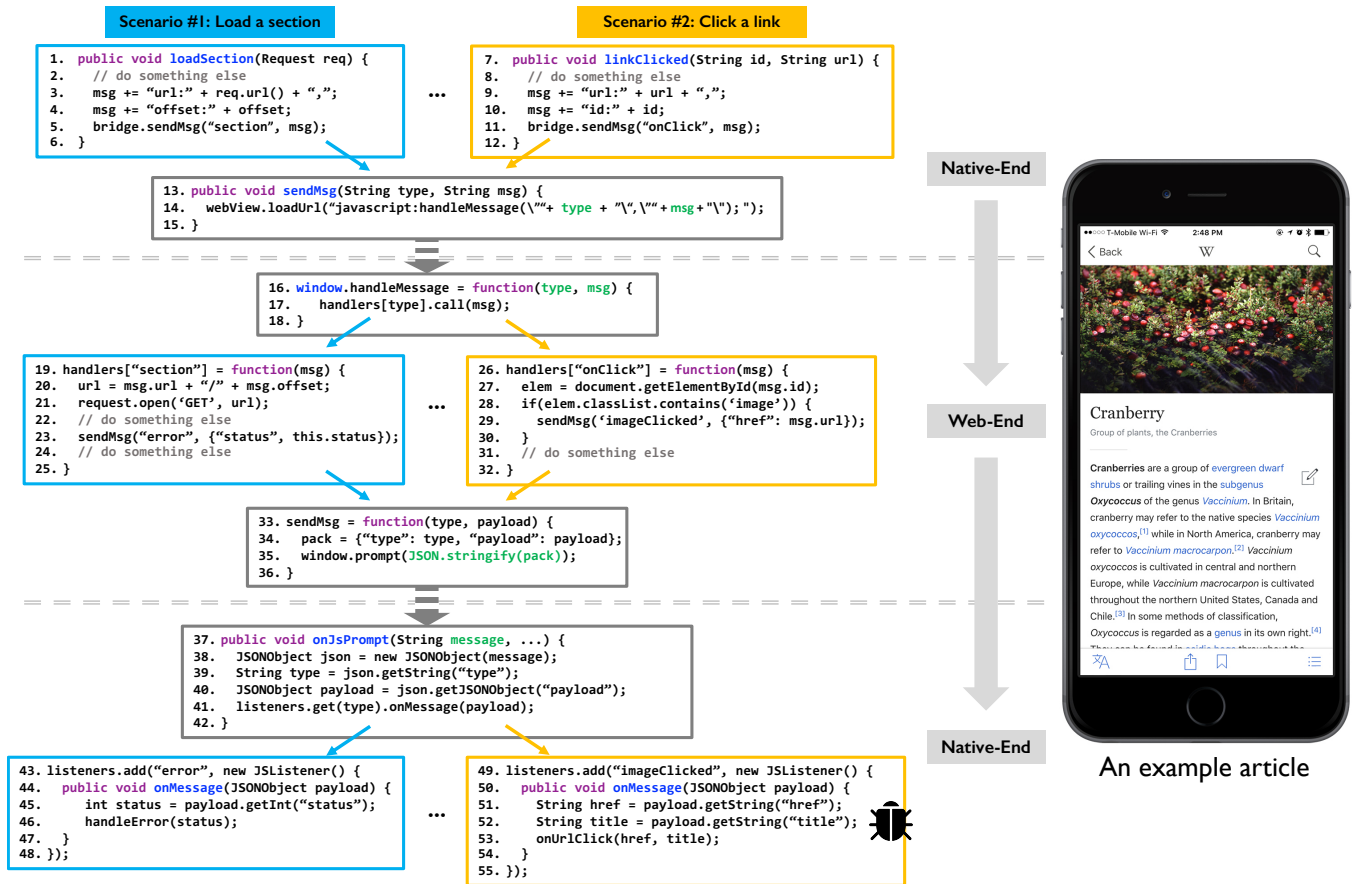 Scenario #1: Load a section
Scenario #2: Click a link
1. public void loadSection(Request req) {
2. // do something else
3. msg += “url:” + req.url() + “,”;
4. msg += “offset:” + offset;
5. bridge.sendMsg(“section”, msg);
6. }
...
7. public void linkClicked(String id, String url) {
8. // do something else
9. msg += “url:” + url + “,”;
10. msg += “id:” + id;
11. bridge.sendMsg(“onClick”, msg);
12. }
13. public void sendMsg(String type, String msg) {
14. webView.loadUrl(“javascript:handleMessage(\”“+ type + ”\“,\”“+msg+"\"); ");
15. }
16. window.handleMessage = function(type, msg) {
17. handlers[type].call(msg);
18. }
19. handlers[“section”] = function(msg) {
20. url = msg.url + “/” + msg.offset;
21. request.open(‘GET’, url);
22. // do something else
23. sendMsg(“error”, {“status”, this.status});
24. // do something else
25. }
...
26. handlers[“onClick”] = function(msg) {
27. elem = document.getElementById(msg.id);
28. if(elem.classList.contains(‘image’)) {
29. sendMsg(‘imageClicked’, {“href”: msg.url});
30. }
31. // do something else
32. }
33. sendMsg = function(type, payload) {
34. pack = {“type”: type, “payload”: payload};
35. window.prompt(JSON.stringify(pack));
36. }
37. public void onJsPrompt(String message, ...) {
38. JSONObject json = new JSONObject(message);
39. String type = json.getString(“type”);
40. JSONObject payload = json.getJSONObject(“payload”);
41. listeners.get(type).onMessage(payload);
42. }
43. listeners.add(“error”, new JSListener() {
44. public void onMessage(JSONObject payload) {
45. int status = payload.getInt(“status”);
46. handleError(status);
47. }
48. });
...
49. listeners.add(“imageClicked”, new JSListener() {
50. public void onMessage(JSONObject payload) {
51. String href = payload.getString(“href”);
52. String title = payload.getString(“title”);
53. onUrlClick(href, title);
54. }
55. });
Native-End
Web-End
Native-End
T-Mobile Wi-Fi 2:48 PM
Back W
Cranberry
Group of plants, the Cranberries
Cranberries are a group of evergreen dwarf
shrubs or trailing vines in the subgenus
Oxycoccus of the genus Vaccinium. In Britain,
cranberry may refer to the native species Vaccinium
oxycoccos,[1] while in North America, cranberry may
refer to Vaccinium macrocarpon.[2] Vaccinium
oxycoccos is cultivated in central and northern
Europe, while Vaccinium macrocarpon is cultivated
throughout the northern United States, Canada and
Chile.[3] In some methods of classification,
Oxycoccus is regarded as a genus in its own right.[4]
They can be found in acidic bogs throughout the
An example article